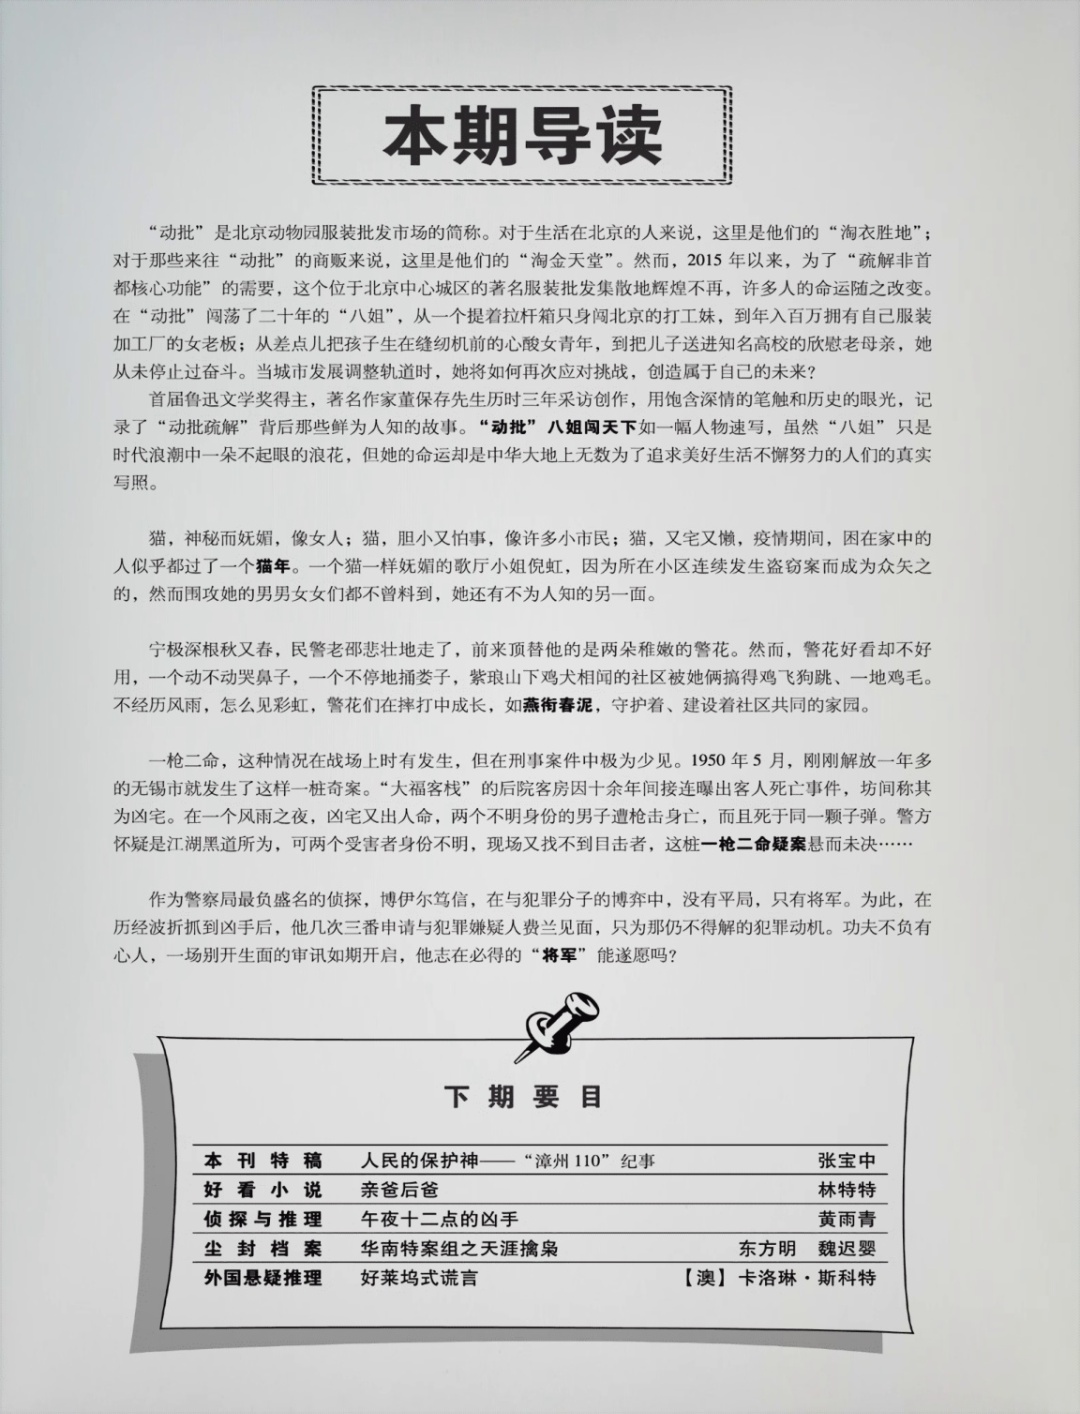 本期导读
“动批”是北京动物园服装批发市场的简称。对于生活在北京的人来说，这里是他们的“淘衣胜地”；
对于那些来往“动批”的商贩来说，这里是他们的“淘金天堂”。然而，2015 年以来，为了“疏解非首
都核心功能”的需要，这个位于北京中心城区的著名服装批发集散地辉煌不再，许多人的命运随之改变。
在“动批”闯荡了二十年的“八姐”，从一个提着拉杆箱只身闯北京的打工妹，到年入百万拥有自己服装
加工厂的女老板；从差点儿把孩子生在缝纫机前的心酸女青年，到把儿子送进知名高校的欣慰老母亲，她
从未停止过奋斗。当城市发展调整轨道时，她将如何再次应对挑战，创造属于自己的未来？
首届鲁迅文学奖得主，著名作家董保存先生历时三年采访创作，用饱含深情的笔触和历史的眼光，记
录了“动批疏解”背后那些鲜为人知的故事。“动批”八姐闯天下如一幅人物速写，虽然“八姐”只是
时代浪潮中一朵不起眼的浪花，但她的命运却是中华大地上无数为了追求美好生活不懈努力的人们的真实
写照。
猫，神秘而妩媚，像女人；猫，胆小又怕事，像许多小市民；猫，又宅又懒，疫情期间，困在家中的
人似乎都过了一个猫年。一个猫一样妩媚的歌厅小姐倪虹，因为所在小区连续发生盗窃案而成为众矢之
的，然而围攻她的男男女女们都不曾料到，她还有不为人知的另一面。
宁极深根秋又春，民警老邵悲壮地走了，前来顶替他的是两朵稚嫩的警花。然而，警花好看却不好
用，一个动不动哭鼻子，一个不停地捅娄子，紫琅山下鸡犬相闻的社区被她俩搞得鸡飞狗跳、一地鸡毛。
不经历风雨，怎么见彩虹，警花们在摔打中成长，如燕衔春泥，守护着、建设着社区共同的家园。
一枪二命，这种情况在战场上时有发生，但在刑事案件中极为少见。1950 年 5 月，刚刚解放一年多
的无锡市就发生了这样一桩奇案。“大福客栈”的后院客房因十余年间接连曝出客人死亡事件，坊间称其
为凶宅。在一个风雨之夜，凶宅又出人命，两个不明身份的男子遭枪击身亡，而且死于同一颗子弹。警方
怀疑是江湖黑道所为，可两个受害者身份不明，现场又找不到目击者，这桩一枪二命疑案悬而未决……
作为警察局最负盛名的侦探，博伊尔笃信，在与犯罪分子的博弈中，没有平局，只有将军。为此，在
历经波折抓到凶手后，他几次三番申请与犯罪嫌疑人费兰见面，只为那仍不得解的犯罪动机。功夫不负有
心人，一场别开生面的审讯如期开启，他志在必得的“将军”能遂愿吗？
下期要目
本刊特稿 人民的保护神——“漳州 110”纪事 张宝中
好看小说 亲爸后爸 林特特
侦探与推理 午夜十二点的凶手 黄雨青
尘封档案 华南特案组之天涯擒枭 东方明 魏迟婴
外国悬疑推理 好莱坞式谎言 【澳】卡洛琳·斯科特